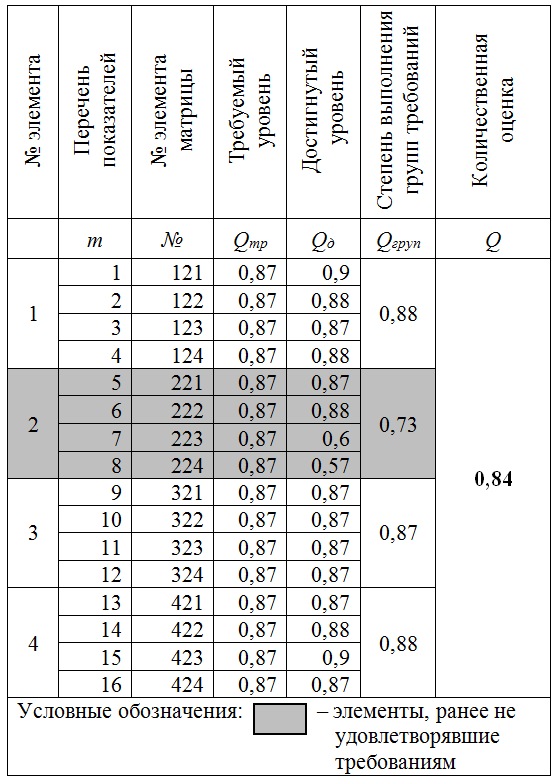 № элемента
Перечень
показателей
№ элемента
матрицы
Требуемый
уровень
Достигнутый
уровень
Степень выполнения
групп требований
Количественная
оценка
m № Qтр Qд Qгруп Q
1 121 0,87 0,9
2 122 0,87 0,88
1 0,88
3 123 0,87 0,87
4 124 0,87 0,88
5 221 0,87 0,87
6 222 0,87 0,88
2 0,73
7 223 0,87 0,6
8 224 0,87 0,57
0,84
9 321 0,87 0,87
10 322 0,87 0,87
3 0,87
11 323 0,87 0,87
12 324 0,87 0,87
13 421 0,87 0,87
14 422 0,87 0,88
4 0,88
15 423 0,87 0,9
16 424 0,87 0,87
Условные обозначения: – элементы, ранее не
удовлетворявшие
требованиям